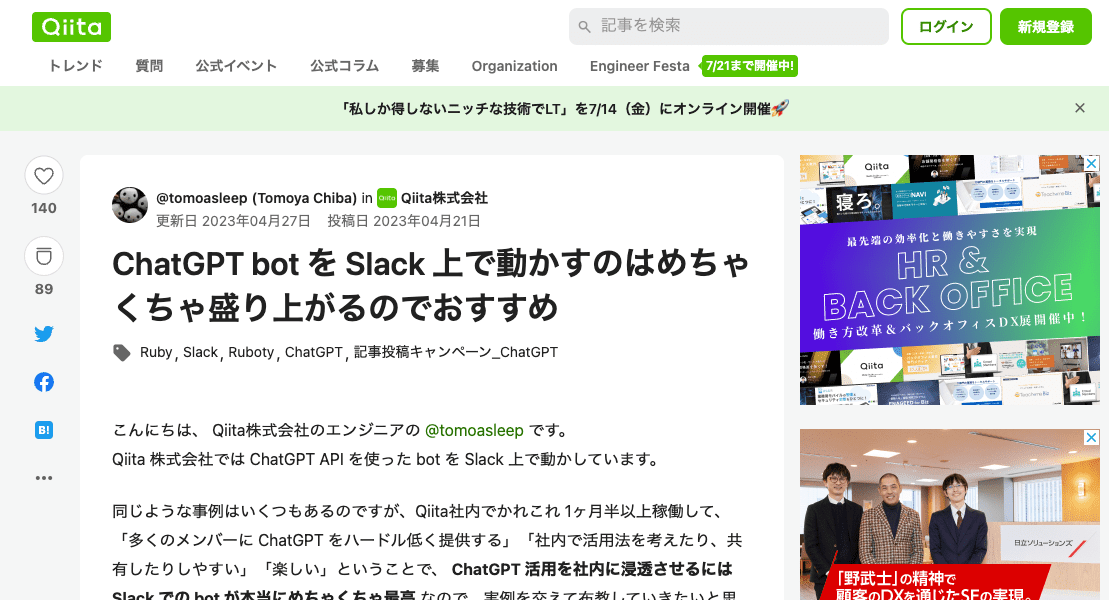 Qiita
記事を検索
ログイン
新規登録
トレンド
質問
公式イベント
公式コラム
募集
Organization
Engineer Festa
7/21まで開催中!
「私しか得しないニッチな技術でLT」を7/14（金）にオンライン開催🚀
140
89
B!
@tomoasleep (Tomoya Chiba) in Qiita Qiita株式会社
更新日 2023年04月27日 投稿日 2023年04月21日
ChatGPT bot を Slack 上で動かすのはめちゃ
くちゃ盛り上がるのでおすすめ
Ruby, Slack, Ruboty, ChatGPT, 記事投稿キャンペーン_ChatGPT
こんにちは、 Qiita株式会社のエンジニアの @tomoasleep です。
Qiita 株式会社では ChatGPT API を使った bot を Slack 上で動かしています。
同じような事例はいくつもあるのですが、Qiita社内でかれこれ 1ヶ月半以上稼働して、
「多くのメンバーに ChatGPT をハードル低く提供する」「社内で活用法を考えたり、共
有したりしやすい」「楽しい」ということで、 ChatGPT 活用を社内に浸透させるには
Slack での bot が本当にめちゃくちゃ最高 なので、実例を交えて布教していきたいと思
Qiita
寝ろ。
NAVI
最先端の効率化と働きやすさを実現
HR &
BACK OFFICE
働き方改革&バックオフィスDX展開催中！
Qiita
日立ソリューションズ
「野武士」の精神で
顧客のDXを通じたSEの実現。